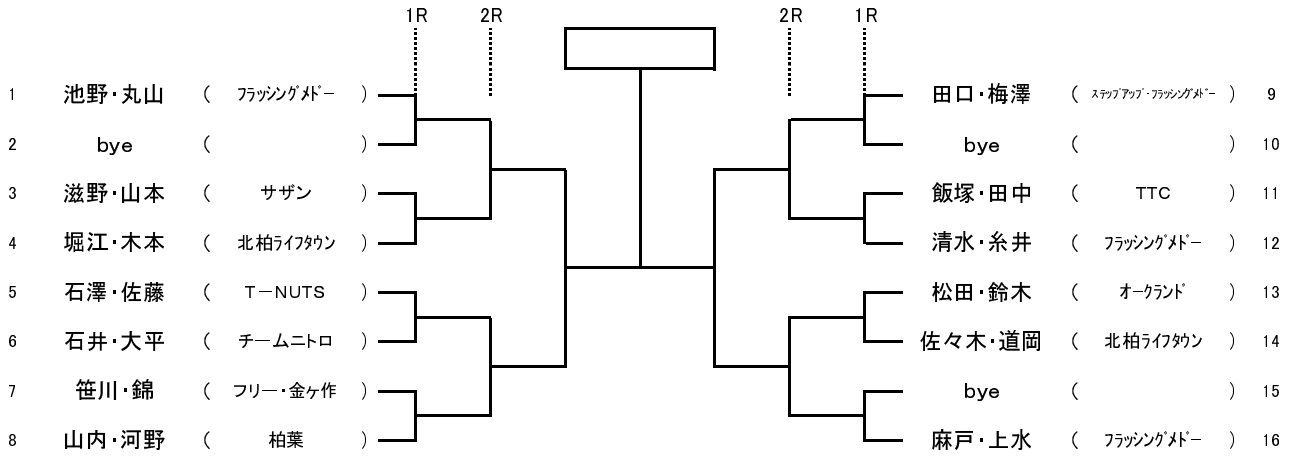 1R 2R 2R 1R
1 池野・丸山 ( ﾌﾗｯｼﾝｸﾞﾒﾄﾞｰ ) 田口・梅澤 ( ｽﾃｯﾌﾟｱｯﾌﾟ・ﾌﾗｯｼﾝｸﾞﾒﾄﾞｰ ) 9
2 bye ( ) bye ( ) 10
3 滋野・山本 ( サザン ) 飯塚・田中 ( TTC ) 11
4 堀江・木本 ( 北柏ﾗｲﾌﾀｳﾝ ) 清水・糸井 ( ﾌﾗｯｼﾝｸﾞﾒﾄﾞｰ ) 12
5 石澤・佐藤 ( T－NUTS ) 松田・鈴木 ( ｵｰｸﾗﾝﾄﾞ ) 13
6 石井・大平 ( チームニトロ ) 佐々木・道岡 ( 北柏ﾗｲﾌﾀｳﾝ ) 14
7 笹川・錦 ( フリー・金ヶ作 ) bye ( ) 15
8 山内・河野 ( 柏葉 ) 麻戸・上水 ( ﾌﾗｯｼﾝｸﾞﾒﾄﾞｰ ) 16